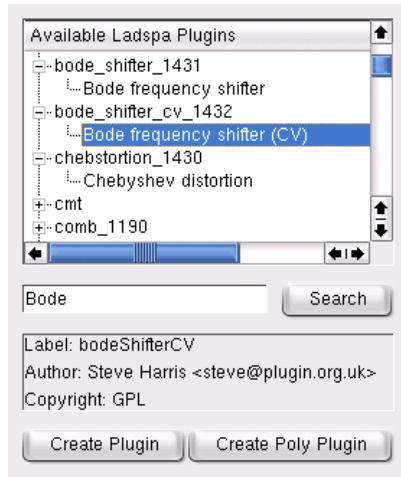 Available Ladspa Plugins
bode_shifter_1431
Bode frequency shifter
bode_shifter_cv_1432
Bode frequency shifter (CV)
chebstortion_1430
Chebyshev distortion
cmt
comb_1190
Bode
Search
Label: bodeShifterCV
Author: Steve Harris <steve@plugin.org.uk>
Copyright: GPL
Create Plugin
Create Poly Plugin